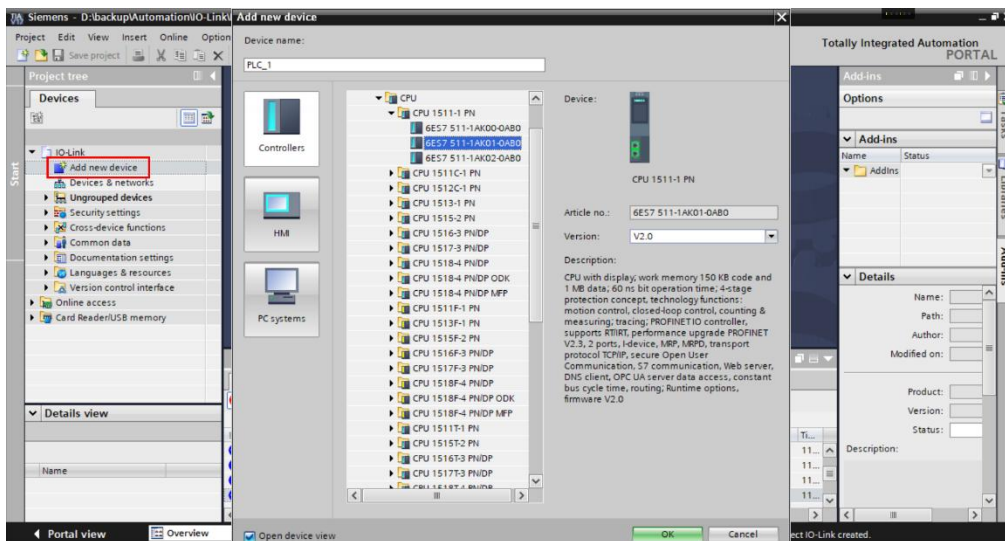 Siemens - D:\backup\Automation\IO-Link\
Project Edit View Insert Online Option
Save project
Totally Integrated Automation
PORTAL
Project tree
Devices
IO-Link
Add new device
Devices & networks
Ungrouped devices
Security settings
Cross-device functions
Common data
Documentation settings
Languages & resources
Version control interface
Online access
Card Reader/USB memory
Details view
Name
Start
Portal view
Overview
Add new device
Device name:
PLC_1
Controllers
HMI
PC systems
CPU
CPU 1511-1 PN
6ES7 511-1AK00-0AB0
6ES7 511-1AK01-0AB0
6ES7 511-1AK02-0AB0
CPU 1511C-1 PN
CPU 1512C-1 PN
CPU 1513-1 PN
CPU 1515-2 PN
CPU 1516-3 PN/DP
CPU 1517-3 PN/DP
CPU 1518-4 PN/DP
CPU 1518-4 PN/DP ODK
CPU 1518-4 PN/DP MFP
CPU 1511F-1 PN
CPU 1513F-1 PN
CPU 1515F-2 PN
CPU 1516F-3 PN/DP
CPU 1517F-3 PN/DP
CPU 1518F-4 PN/DP
CPU 1518F-4 PN/DP ODK
CPU 1518F-4 PN/DP MFP
CPU 1511T-1 PN
CPU 1515T-2 PN
CPU 1516T-3 PN/DP
CPU 1517T-3 PN/DP
CPU 1518T-4 PN/DP
Device:
CPU 1511-1 PN
Article no.: 6ES7 511-1AK01-0AB0
Version: V2.0
Description:
CPU with display; work memory 150 KB code and
1 MB data; 60 ns bit operation time; 4-stage
protection concept, technology functions:
motion control, closed-loop control, counting &
measuring; tracing; PROFINET IO controller,
supports RT/IRT, performance upgrade PROFINET
V2.3, 2 ports, I-device, MRP, MRPD, transport
protocol TCP/IP, secure Open User
Communication, S7 communication, Web server,
DNS client, OPC UA server data access, constant
bus cycle time, routing; Runtime options,
firmware V2.0
Open device view
OK
Cancel
Add-ins
Options
Add-ins
Name Status
AddIns
Details
Name:
Path:
Author:
Modified on:
Product:
Version:
Status:
Description:
Tasks
Libraries
Add-ins
Ti...
11...
11...
11...
11...
ect IO-Link created.